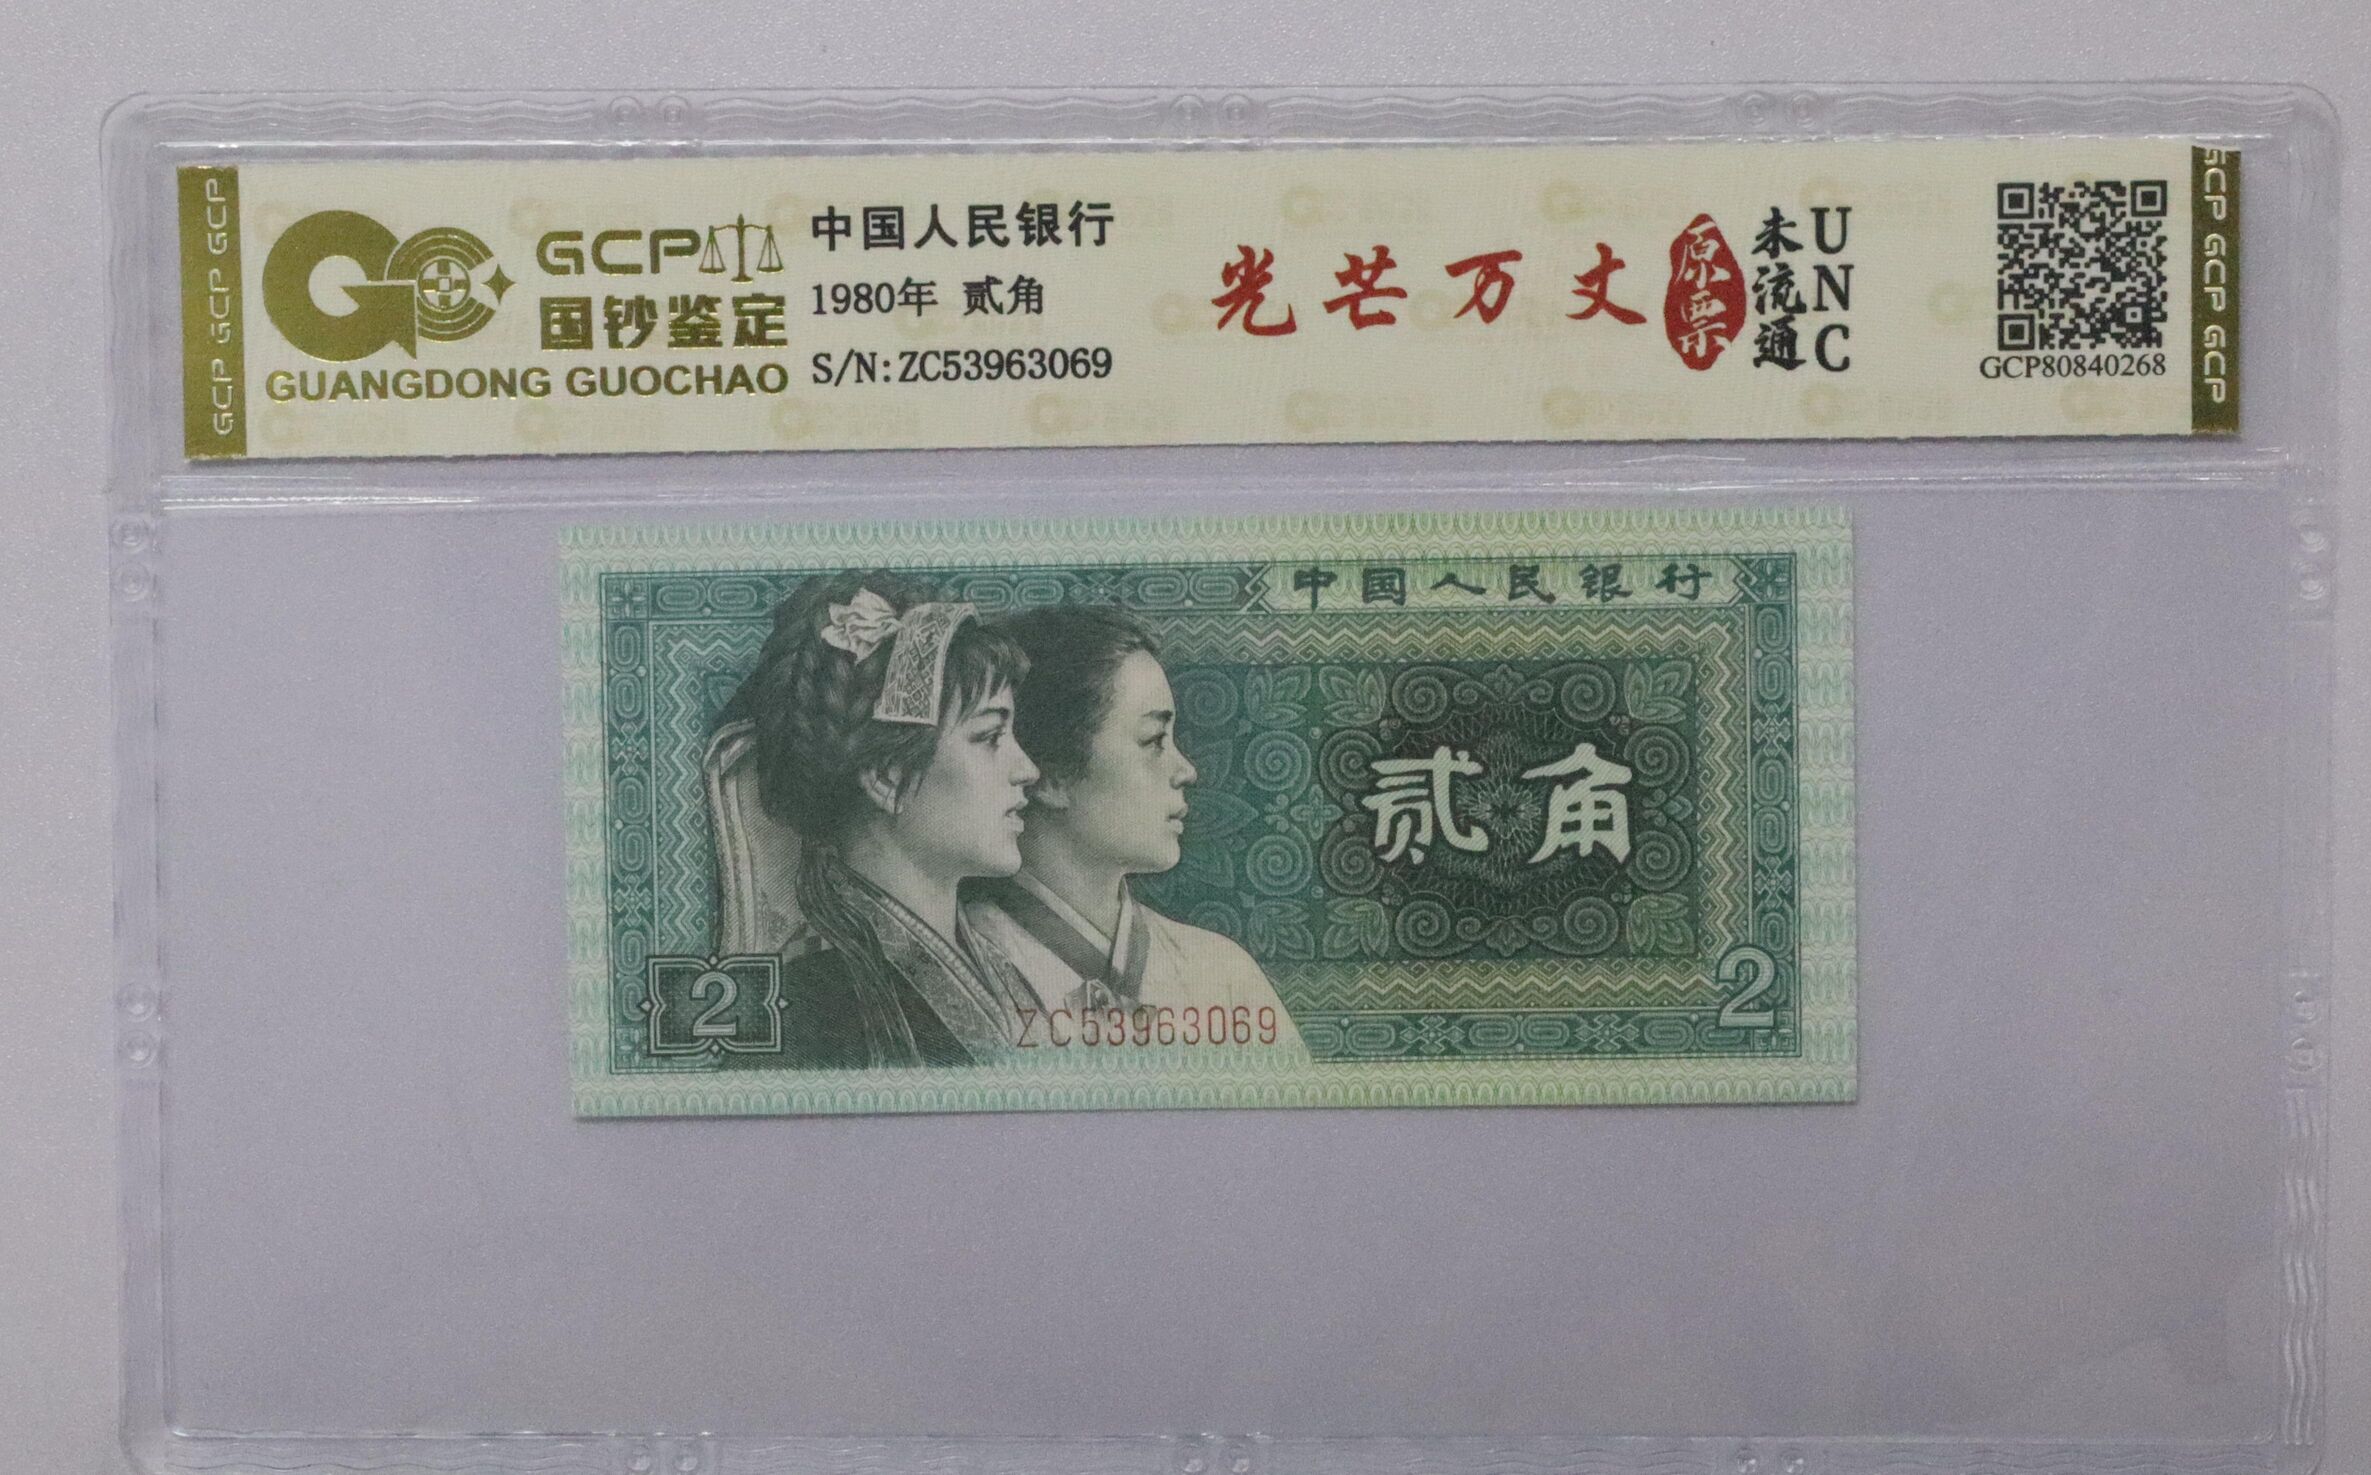 GCP GCP GCP
GCP
国钞鉴定
GUANGDONG GUOCHAO
中国人民银行
1980年 贰角
S/N:ZC53963069
光芒万丈
原票
未流通
UNC
GCP80840268
GCP GCP GCP
中国人民银行
贰角
2
2
ZC53963069